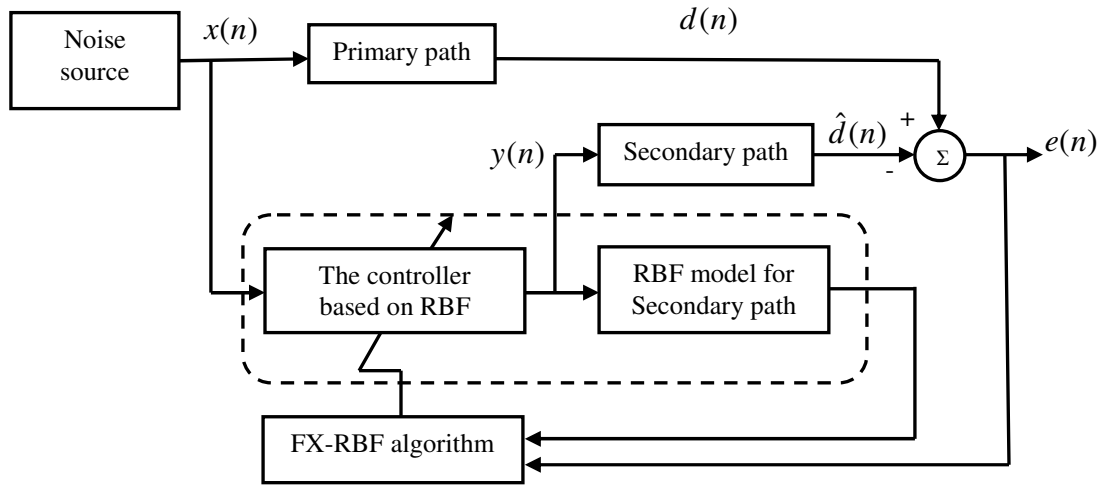 Noise
source
x(n)
Primary path
d(n)
y(n)
Secondary path
d̂(n)
+
-
Σ
e(n)
The controller
based on RBF
RBF model for
Secondary path
FX-RBF algorithm